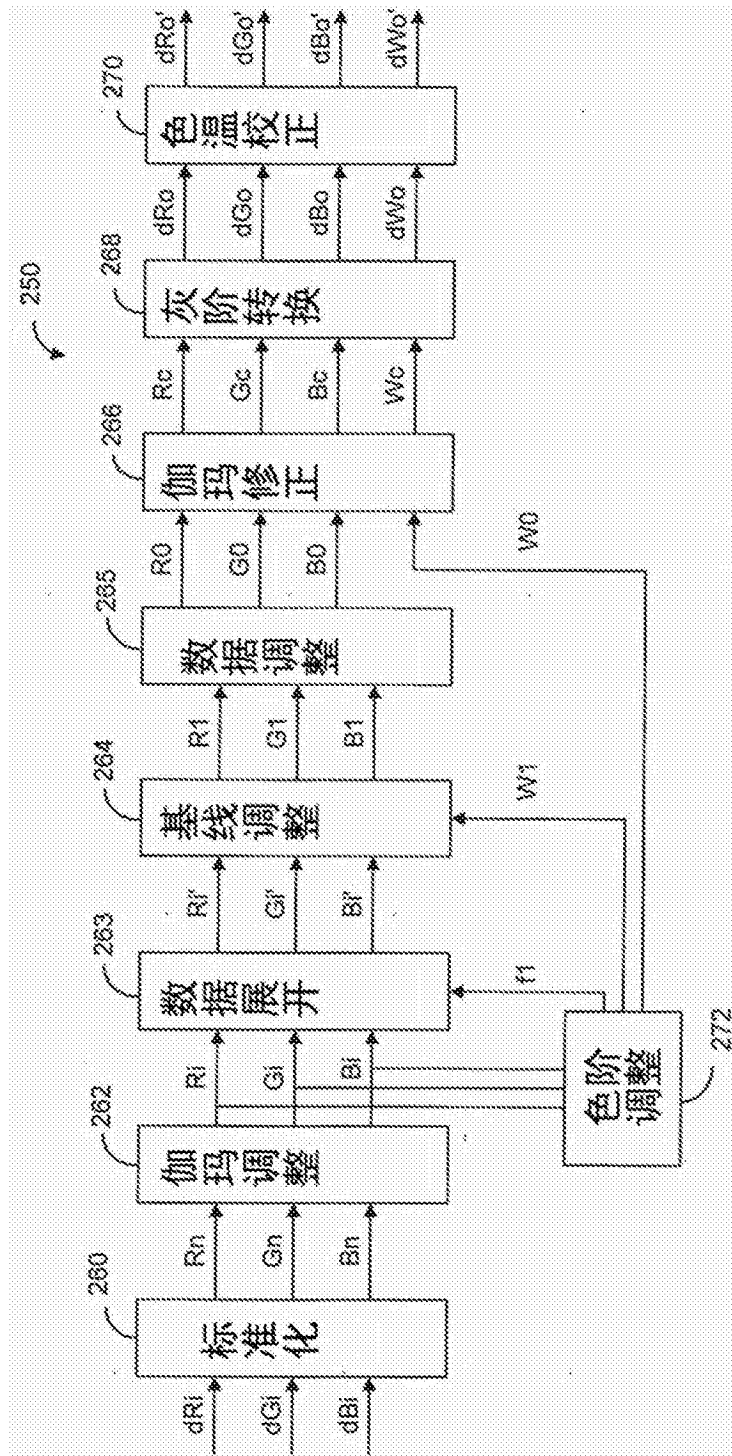 250
260
262
263
264
265
266
268
270
dRi
dGi
dBi
标准化
Rn
Gn
Bn
伽玛调整
Ri
Gi
Bi
数据展开
Ri'
Gi'
Bi'
基线调整
R1
G1
B1
数据调整
R0
G0
B0
伽玛修正
Rc
Gc
Bc
Wc
灰阶转换
dRo
dGo
dBo
dWo
色温校正
dRo'
dGo'
dBo'
dWo'
f1
W1
W0
色阶
调整
272